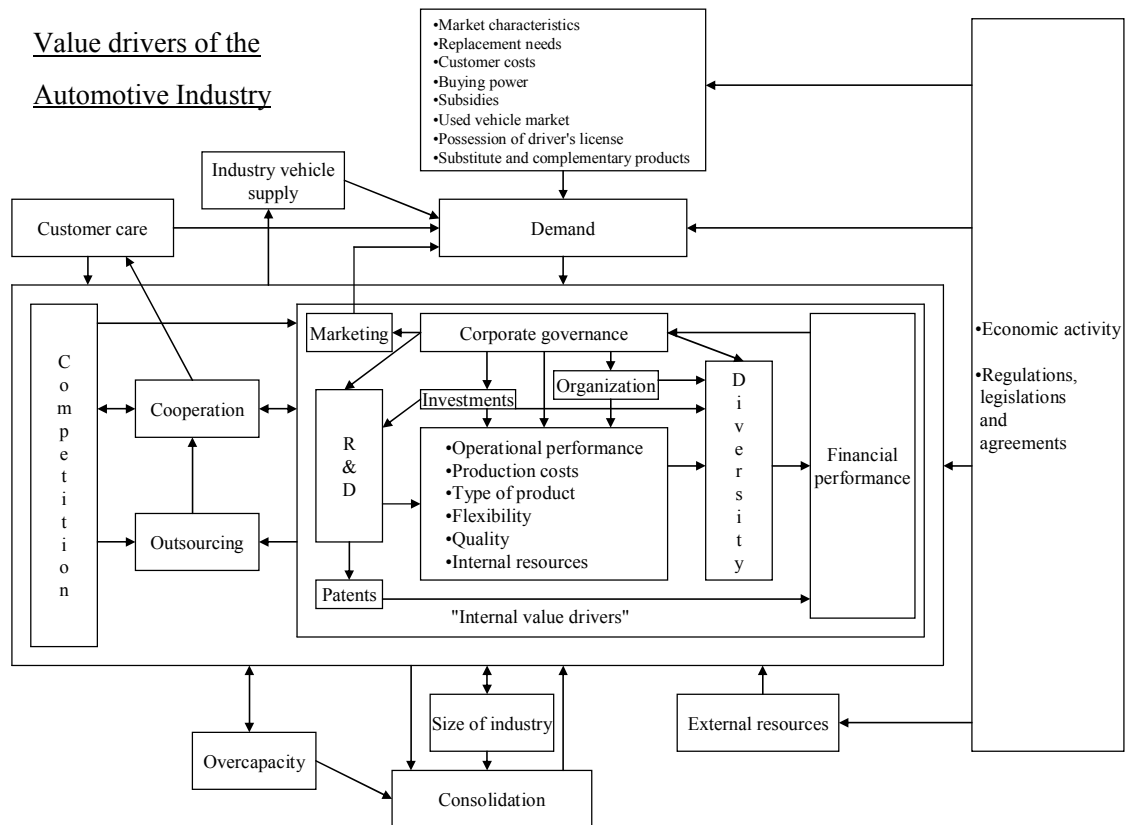 Value drivers of the
Automotive Industry
•Market characteristics
•Replacement needs
•Customer costs
•Buying power
•Subsidies
•Used vehicle market
•Possession of driver's license
•Substitute and complementary products
Industry vehicle
supply
Customer care
Demand
•Economic activity
•Regulations,
legislations
and
agreements
Competition
Cooperation
Outsourcing
Marketing
Corporate governance
Organization
Investments
R
&
D
•Operational performance
•Production costs
•Type of product
•Flexibility
•Quality
•Internal resources
Diversity
Financial
performance
Patents
"Internal value drivers"
Size of industry
External resources
Overcapacity
Consolidation